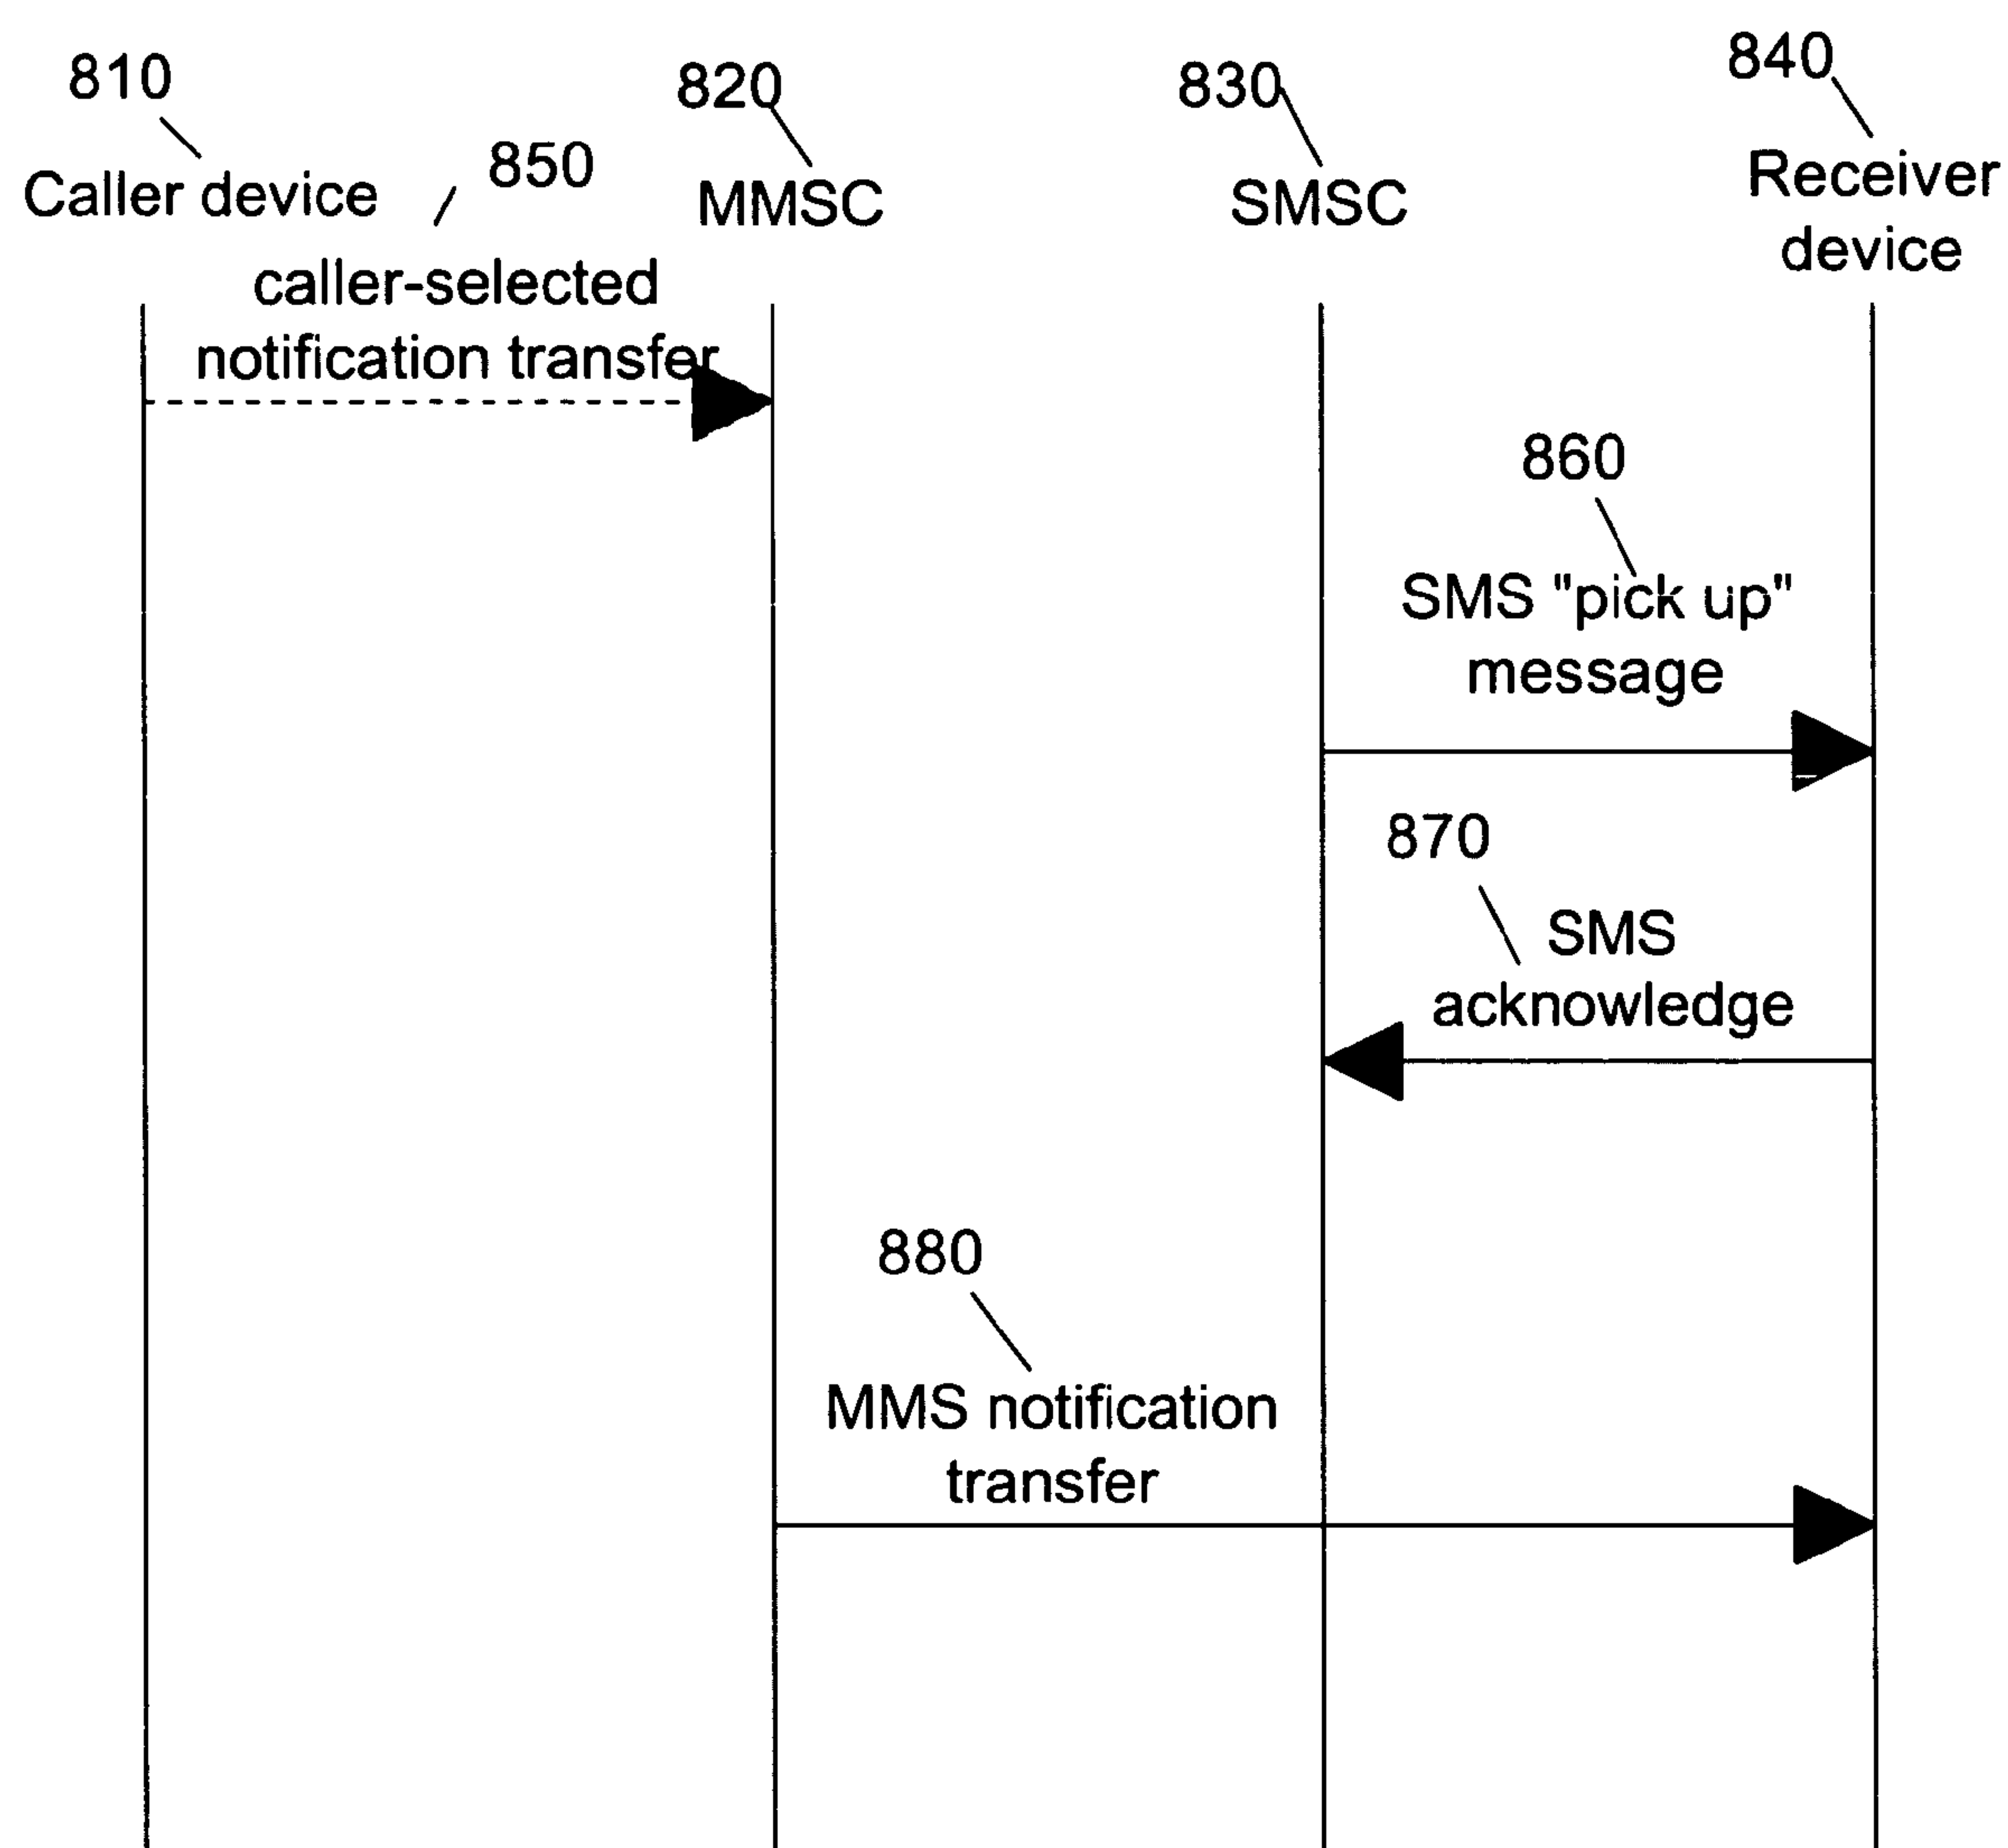 810
820
830
840
850
Caller device
MMSC
SMSC
Receiver
device
caller-selected
notification transfer
860
SMS "pick up"
message
870
SMS
acknowledge
880
MMS notification
transfer